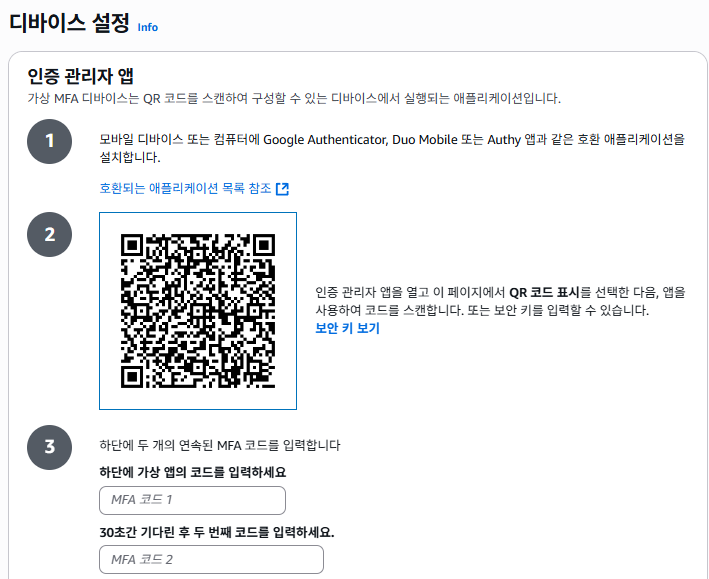 디바이스 설정 Info
인증 관리자 앱
가상 MFA 디바이스는 QR 코드를 스캔하여 구성할 수 있는 디바이스에서 실행되는 애플리케이션입니다.
1
모바일 디바이스 또는 컴퓨터에 Google Authenticator, Duo Mobile 또는 Authy 앱과 같은 호환 애플리케이션을
설치합니다.
호환되는 애플리케이션 목록 참조
2
인증 관리자 앱을 열고 이 페이지에서 QR 코드 표시를 선택한 다음, 앱을
사용하여 코드를 스캔합니다. 또는 보안 키를 입력할 수 있습니다.
보안 키 보기
3
하단에 두 개의 연속된 MFA 코드를 입력합니다
하단에 가상 앱의 코드를 입력하세요
MFA 코드 1
30초간 기다린 후 두 번째 코드를 입력하세요.
MFA 코드 2